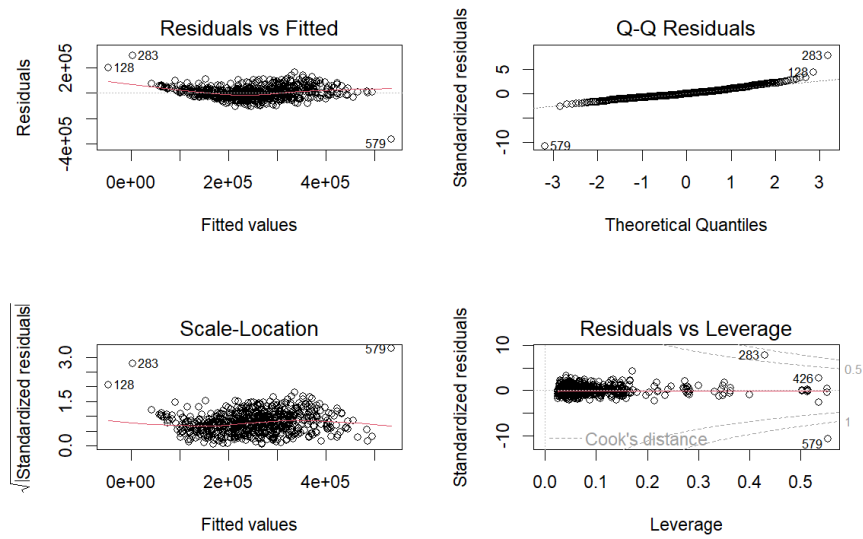 Residuals vs Fitted
Residuals
2e+05
-4e+05
283
128
579
0e+00 2e+05 4e+05
Fitted values
Q-Q Residuals
Standardized residuals
5
0
-10
283
128
579
-3 -2 -1 0 1 2 3
Theoretical Quantiles
Scale-Location
√|Standardized residuals|
3.0
1.5
0.0
579
283
128
0e+00 2e+05 4e+05
Fitted values
Residuals vs Leverage
Standardized residuals
10
0
-10
283
426
579
0.5
1
Cook's distance
0.0 0.1 0.2 0.3 0.4 0.5
Leverage